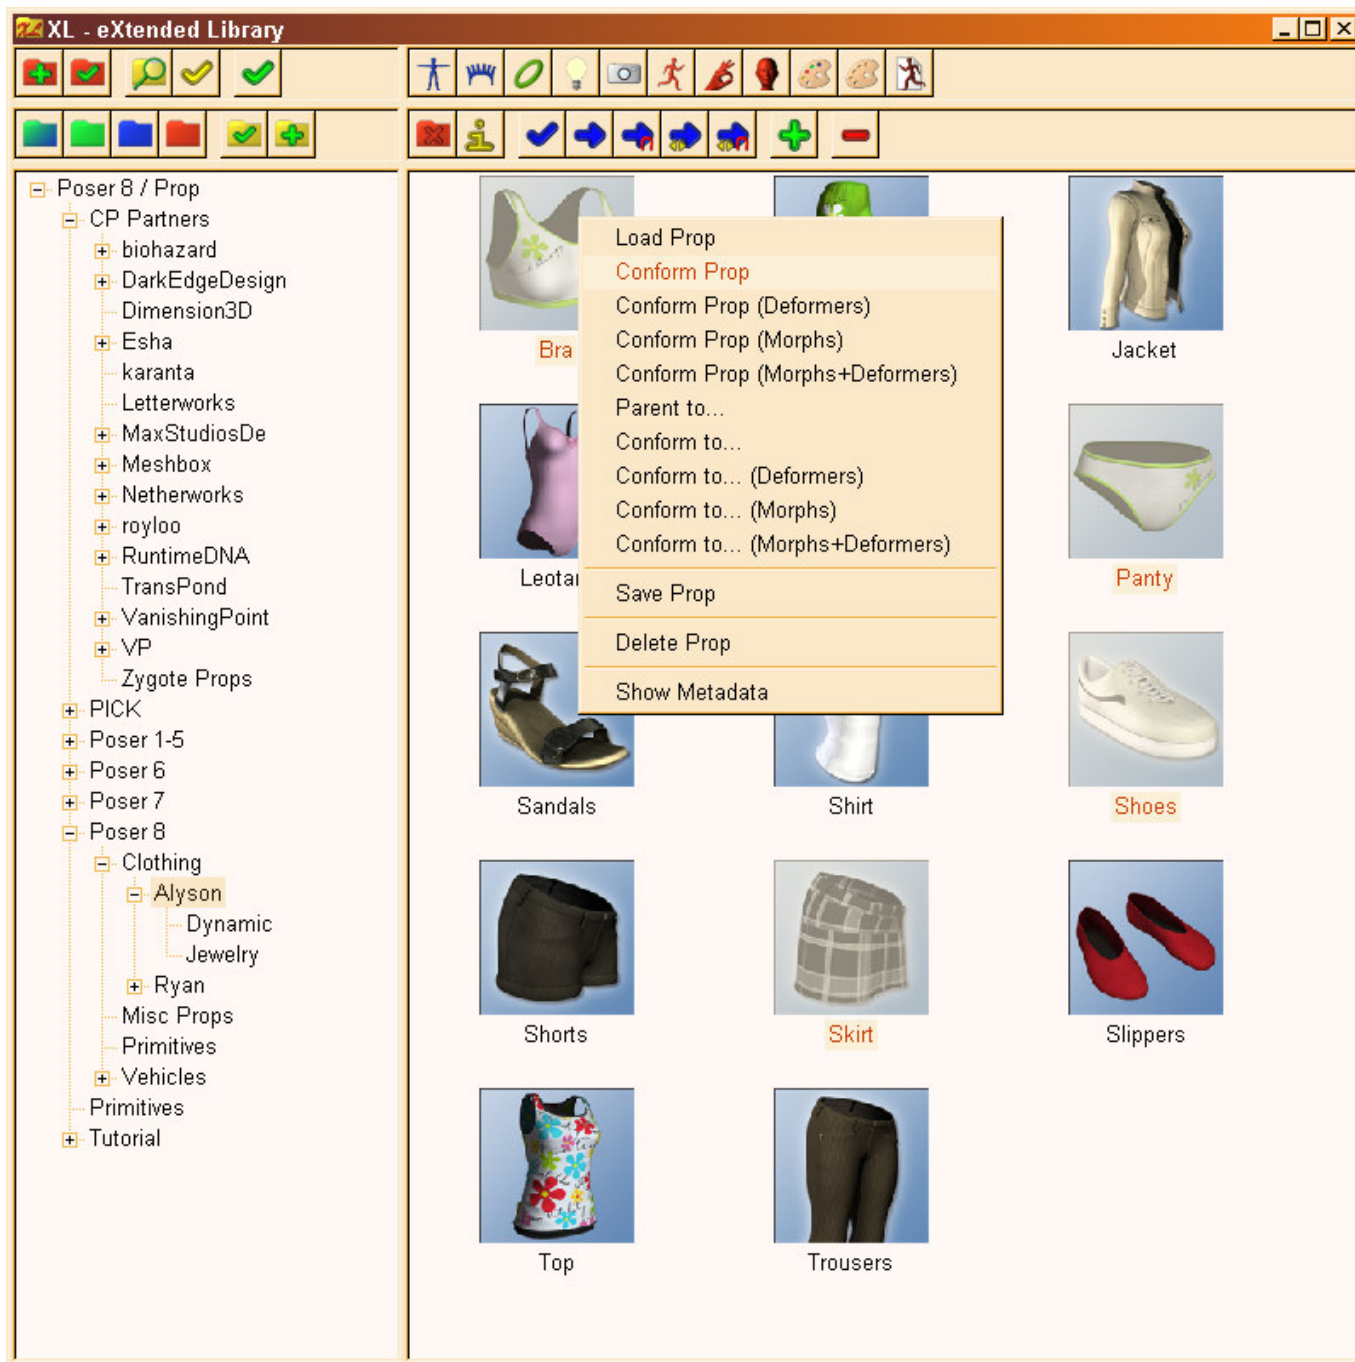 XL - eXtended Library
Poser 8 / Prop
CP Partners
biohazard
DarkEdgeDesign
Dimension3D
Esha
karanta
Letterworks
MaxStudiosDe
Meshbox
Netherworks
royloo
RuntimeDNA
TransPond
VanishingPoint
VP
Zygote Props
PICK
Poser 1-5
Poser 6
Poser 7
Poser 8
Clothing
Alyson
Dynamic
Jewelry
Ryan
Misc Props
Primitives
Vehicles
Primitives
Tutorial
Bra
Jacket
Load Prop
Conform Prop
Conform Prop (Deformers)
Conform Prop (Morphs)
Conform Prop (Morphs+Deformers)
Parent to...
Conform to...
Conform to... (Deformers)
Conform to... (Morphs)
Conform to... (Morphs+Deformers)
Save Prop
Delete Prop
Show Metadata
Leota
Panty
Sandals
Shirt
Shoes
Shorts
Skirt
Slippers
Top
Trousers